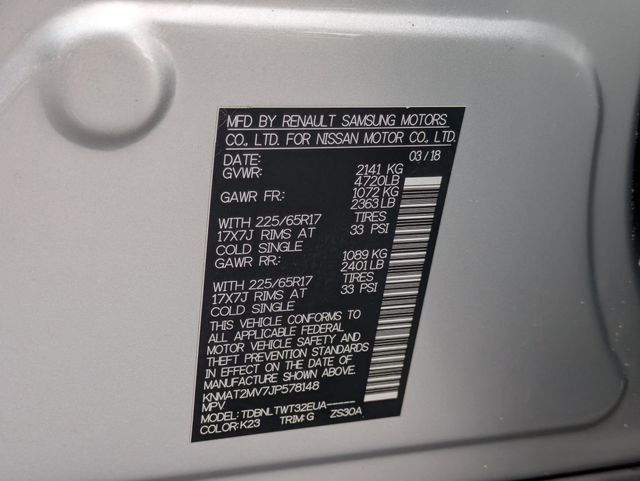 MFD BY RENAULT SAMSUNG MOTORS
CO., LTD. FOR NISSAN MOTOR CO., LTD.
DATE: 03/18
GVWR: 2141 KG
4720LB
GAWR FR: 1072 KG
2363 LB
WITH 225/65R17 TIRES
17X7J RIMS AT 33 PSI
COLD SINGLE
GAWR RR: 1089 KG
2401 LB
WITH 225/65R17 TIRES
17X7J RIMS AT 33 PSI
COLD SINGLE
THIS VEHICLE CONFORMS TO
ALL APPLICABLE FEDERAL
MOTOR VEHICLE SAFETY AND
THEFT PREVENTION STANDARDS
IN EFFECT ON THE DATE OF
MANUFACTURE SHOWN ABOVE.
KNMAT2MV7JP578148
MPV
MODEL: TDBNLTWT32EUA-----
COLOR: K23 TRIM: G ZS30A